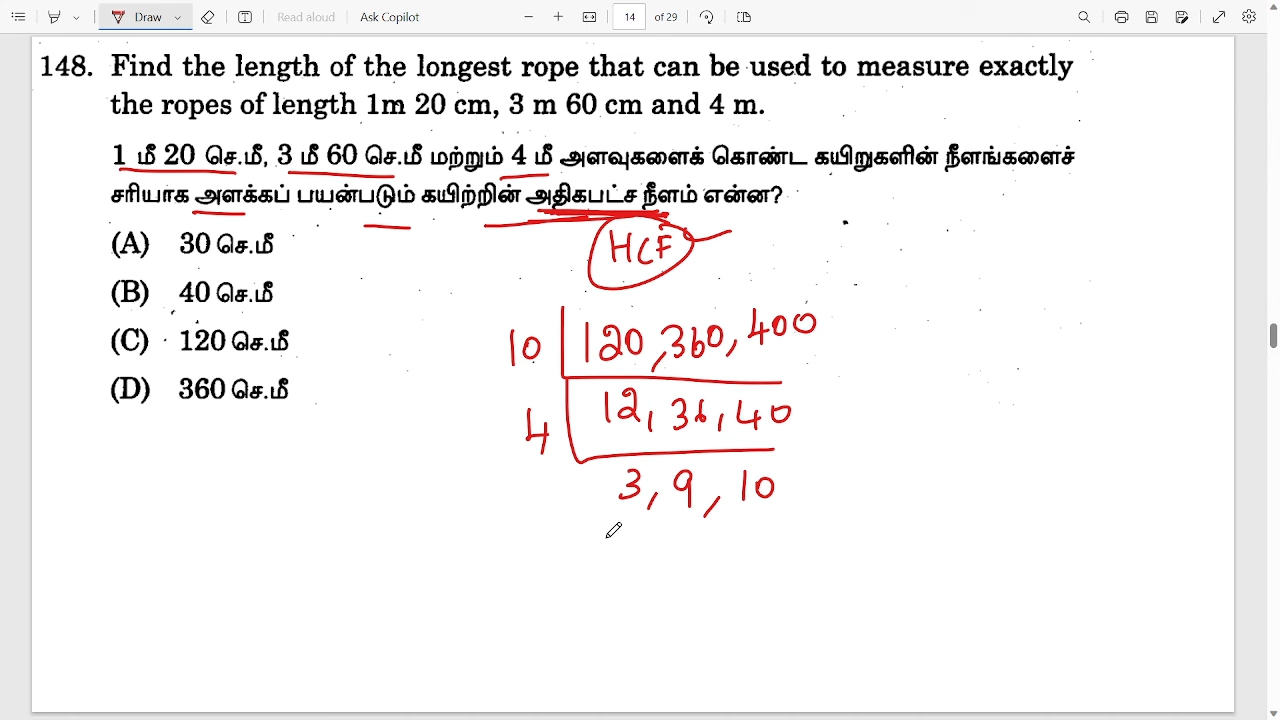 Draw
Read aloud
Ask Copilot
14
of 29
148. Find the length of the longest rope that can be used to measure exactly
the ropes of length 1m 20 cm, 3 m 60 cm and 4 m.
1 மீ 20 செ.மீ, 3 மீ 60 செ.மீ மற்றும் 4 மீ அளவுகளைக் கொண்ட கயிறுகளின் நீளங்களைச்
சரியாக அளக்கப் பயன்படும் கயிற்றின் அதிகபட்ச நீளம் என்ன?
(A) 30 செ.மீ
(B) 40 செ.மீ
(C) 120 செ.மீ
(D) 360 செ.மீ
HCF
10 120, 360, 400
4 12, 36, 40
3, 9, 10